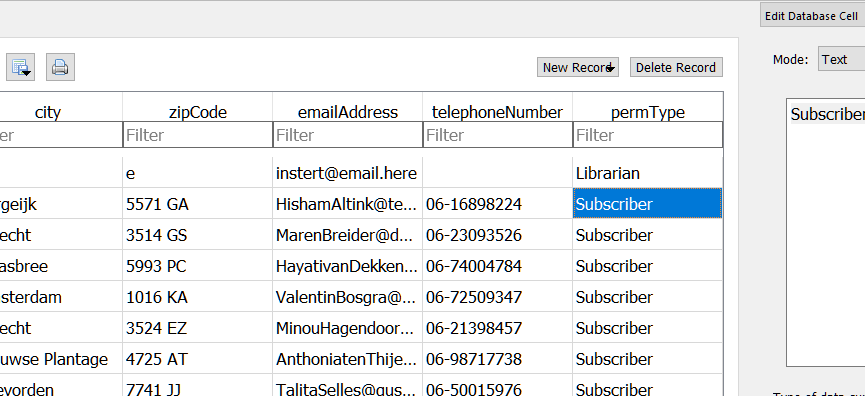 Edit Database Cell
Mode: Text
New Record Delete Record
city zipCode emailAddress telephoneNumber permType
er Filter Filter Filter Filter
Subscriber
e instert@email.here Librarian
rgeijk 5571 GA HishamAltink@te... 06-16898224 Subscriber
echt 3514 GS MarenBreider@d... 06-23093526 Subscriber
asbree 5993 PC HayativanDekken... 06-74004784 Subscriber
nsterdam 1016 KA ValentinBosgra@... 06-72509347 Subscriber
echt 3524 EZ MinouHagendoor... 06-21398457 Subscriber
uwse Plantage 4725 AT AnthoniatenThije... 06-98717738 Subscriber
evorden 7741 JJ TalitaSelles@gus... 06-50015976 Subscriber